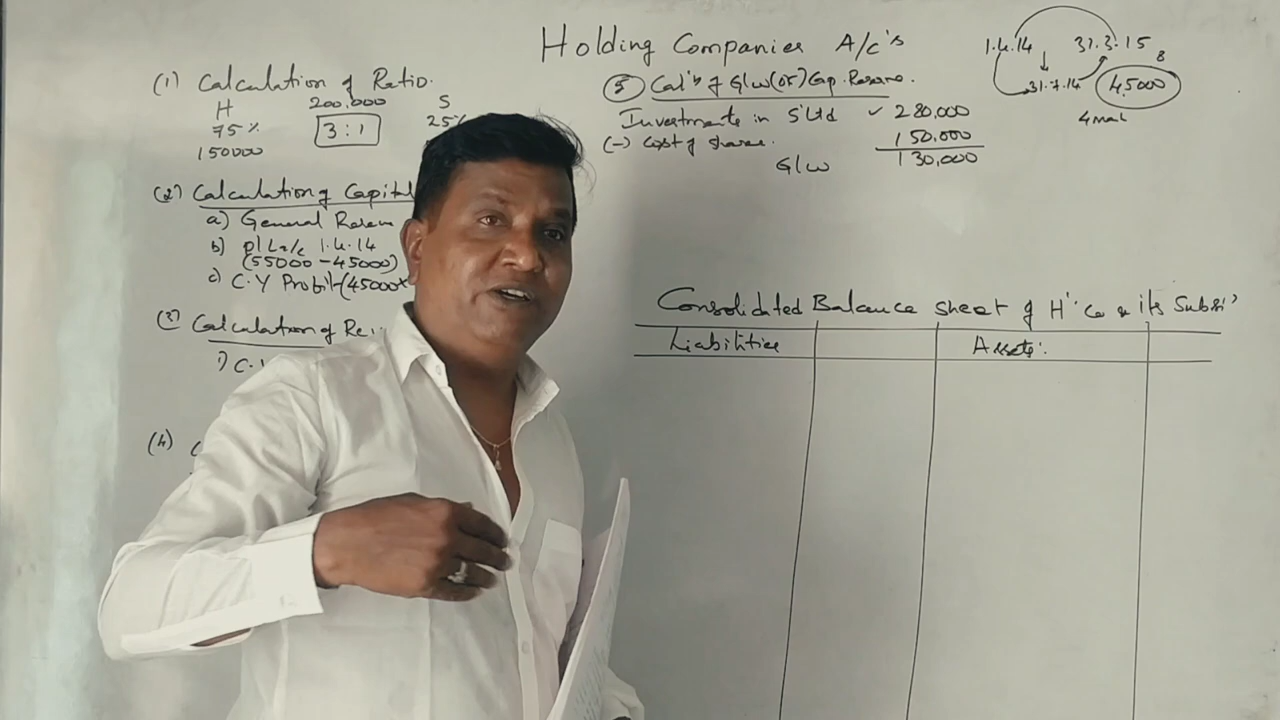 Holding Companies A/c's
(1) Calculation of Ratio.
H 200,000 S
75% 3:1 25%
150000
(2) Calculation of Capital
a) General Reserve
b) P/L a/c 1.4.14
(55000 - 45000)
c) C.Y Profit (45000x
(3) Calculation of Re
1) C.
(4) C
(5) Cal'n of G/w (or) Cap. Reserve.
Investments in S'Ltd ✓ 280,000
(-) Cost of shares. 150.000
G/w 130,000
1.4.14 31.3.15
8
31.7.14 45000
4
Consolidated Balance Sheet of H' Co & its Subsi'
Liabilities Assets: